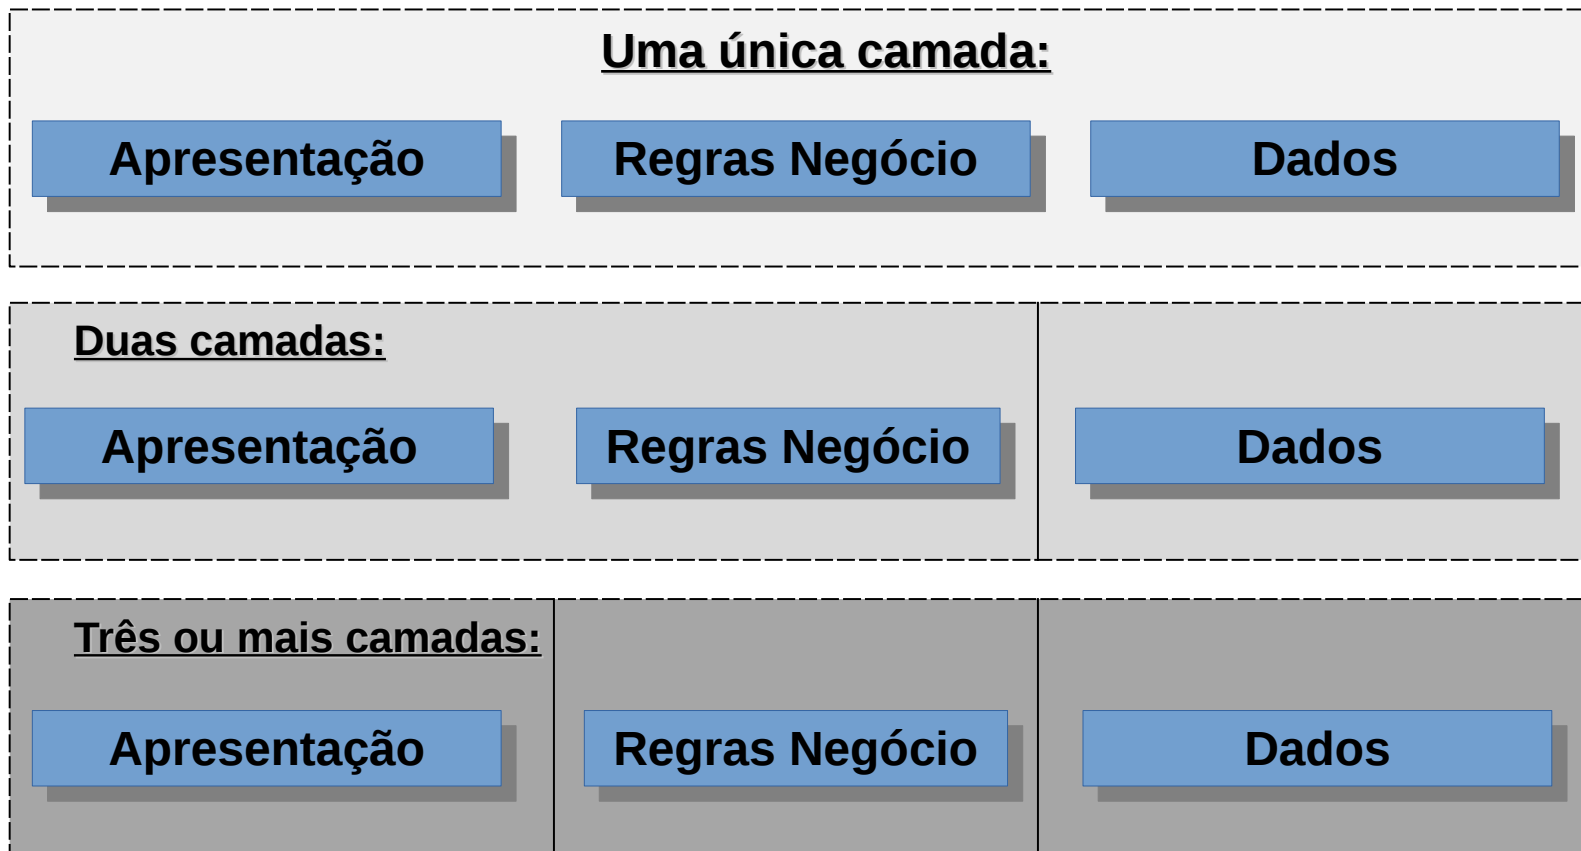 Uma única camada:
Apresentação
Regras Negócio
Dados
Duas camadas:
Apresentação
Regras Negócio
Dados
Três ou mais camadas:
Apresentação
Regras Negócio
Dados